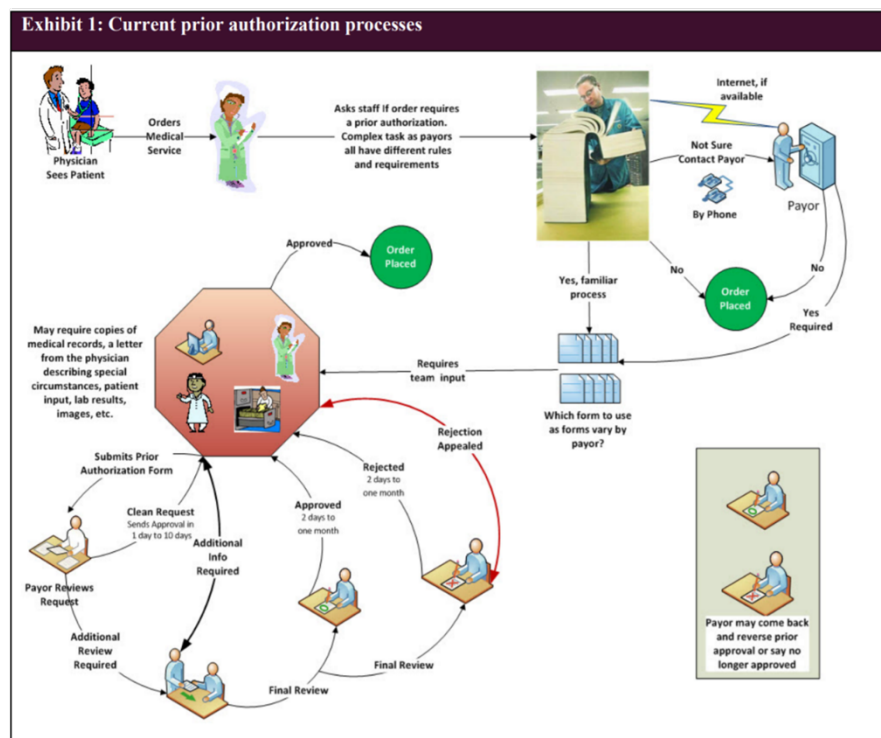 Exhibit 1: Current prior authorization processes
Physician
Sees Patient
Orders
Medical
Service
Asks staff If order requires
a prior authorization.
Complex task as payors
all have different rules
and requirements
Internet, if
available
Not Sure
Contact Payor
By Phone
Payor
Approved
Order
Placed
No
Order
Placed
No
Yes
Required
Yes, familiar
process
May require copies of
medical records, a letter
from the physician
describing special
circumstances, patient
input, lab results,
images, etc.
Requires
team input
Which form to use
as forms vary by
payor?
Submits Prior
Authorization Form
Clean Request
Sends Approval in
1 day to 10 days
Additional
Info
Required
Approved
2 days to
one month
Rejected
2 days to
one month
Rejection
Appealed
Payor Reviews
Request
Additional
Review
Required
Final Review
Final Review
Payor may come back
and reverse prior
approval or say no
longer approved